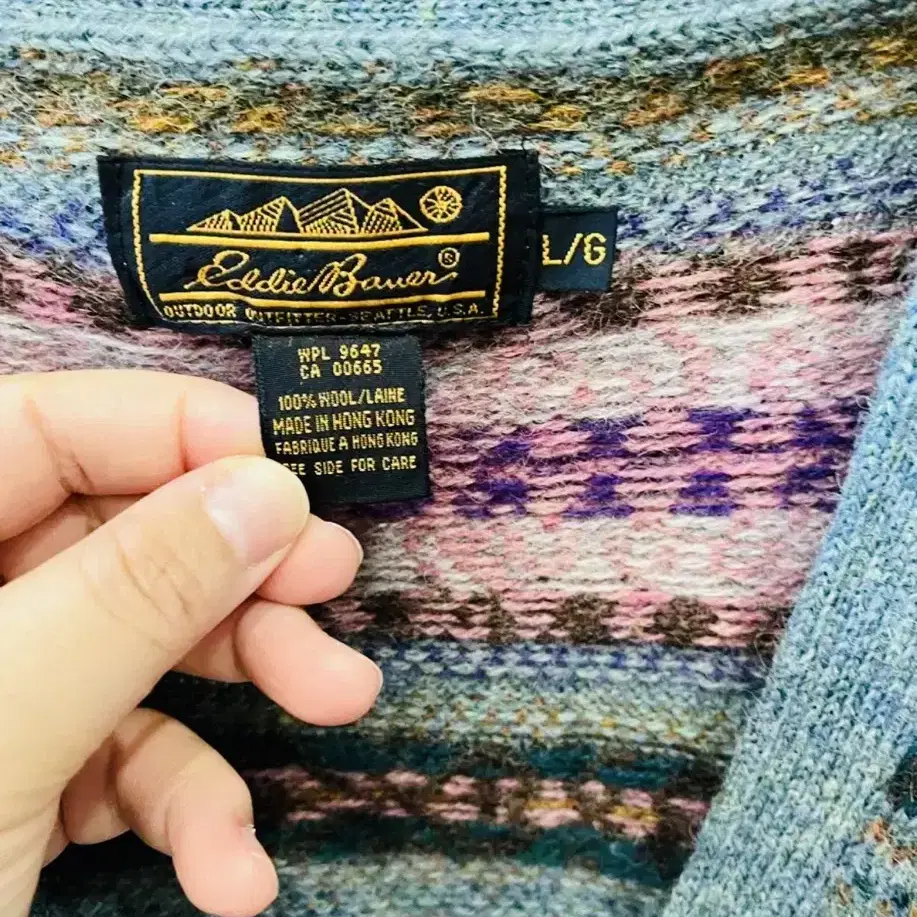 Eddie Bauer®
OUTDOOR OUTFITTER-SEATTLE, U.S.A.
L/G
WPL 9647
CA 00665
100% WOOL/LAINE
MADE IN HONG KONG
FABRIQUE A HONG KONG
SEE SIDE FOR CARE